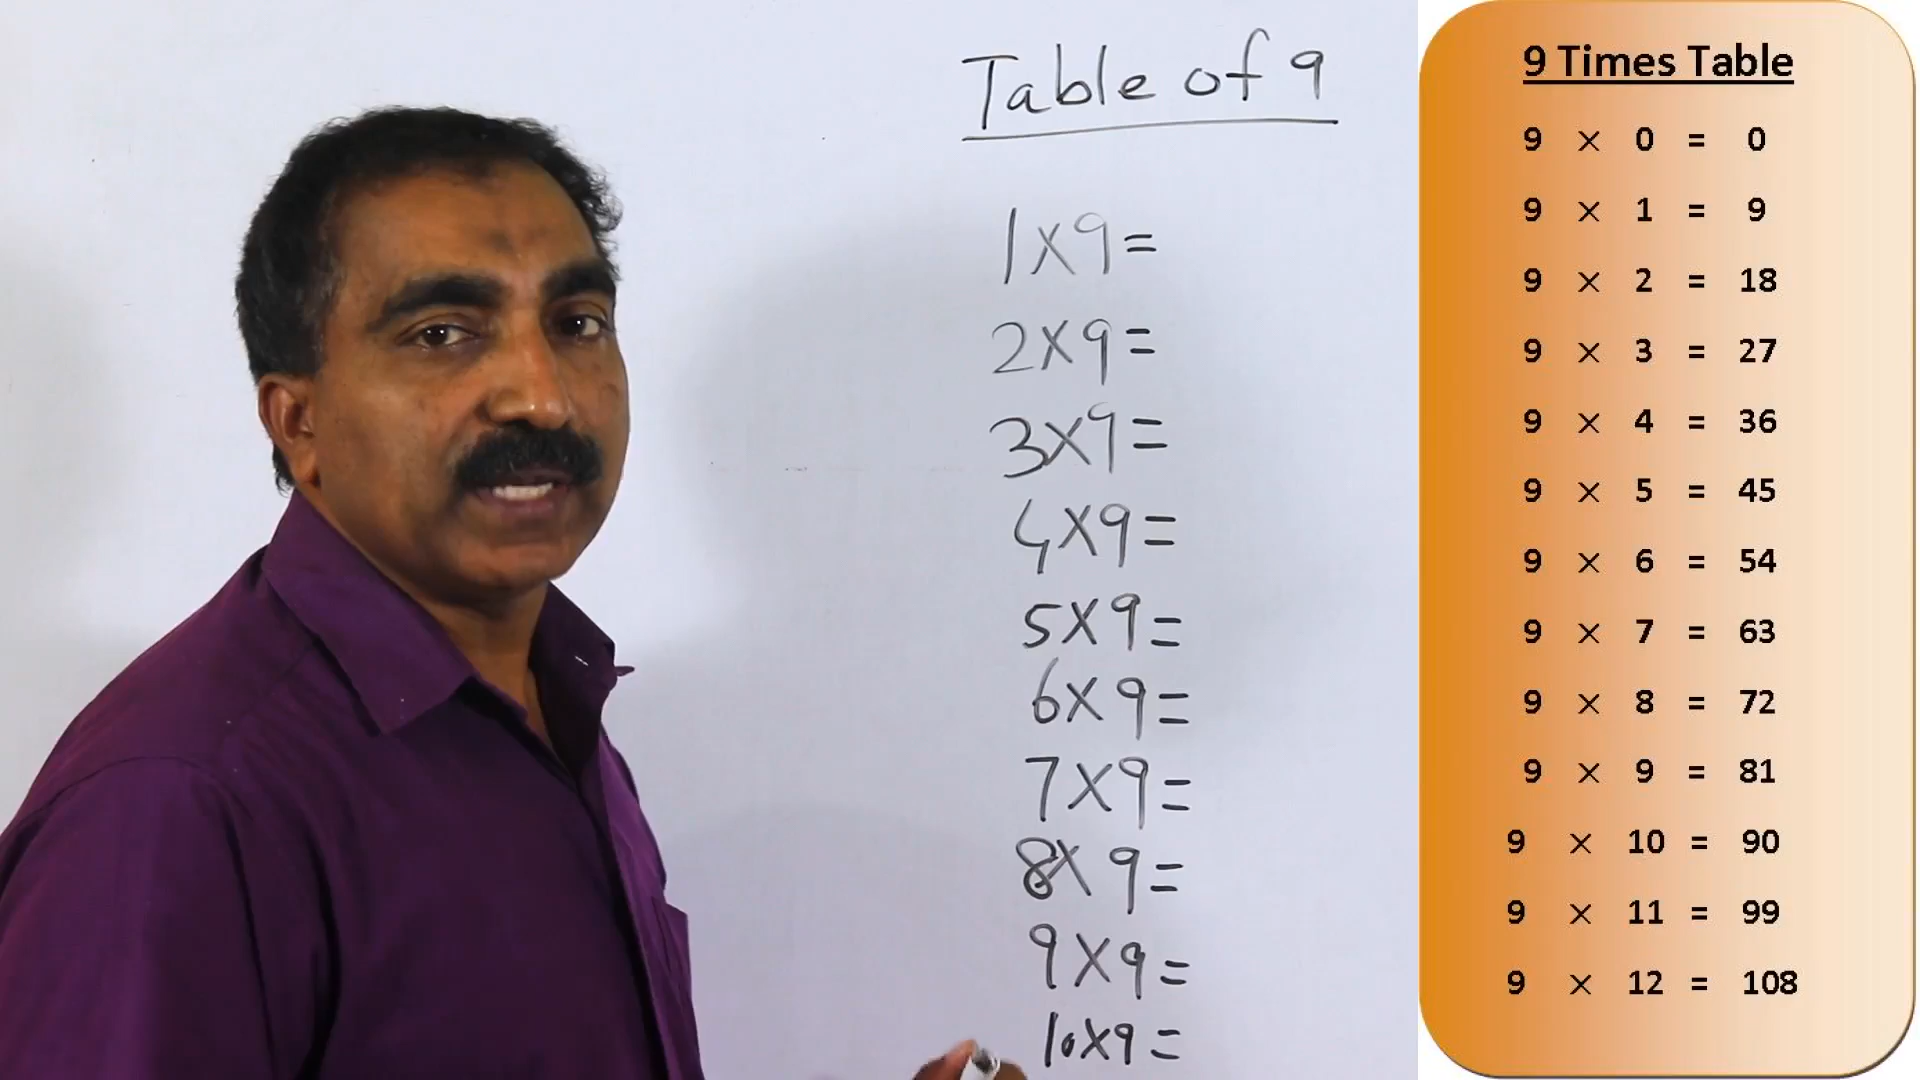 Table of 9
1x9=
2x9=
3x9=
4x9=
5x9=
6x9=
7x9=
8x9=
9x9=
10x9=
9 Times Table
9 × 0 = 0
9 × 1 = 9
9 × 2 = 18
9 × 3 = 27
9 × 4 = 36
9 × 5 = 45
9 × 6 = 54
9 × 7 = 63
9 × 8 = 72
9 × 9 = 81
9 × 10 = 90
9 × 11 = 99
9 × 12 = 108